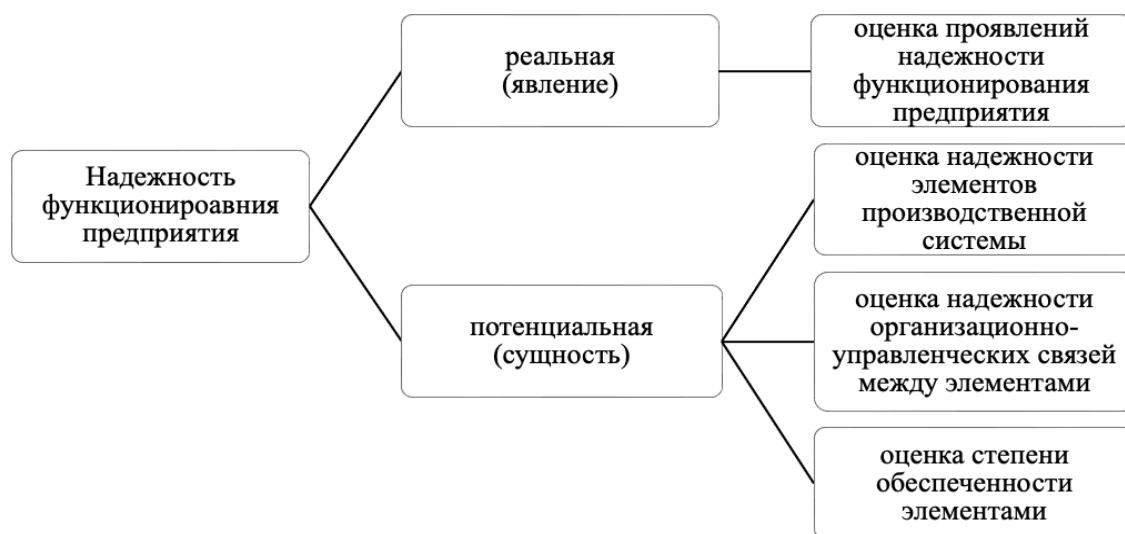 Надежность
функционироавния
предприятия
реальная
(явление)
потенциальная
(сущность)
оценка проявлений
надежности
функционирования
предприятия
оценка надежности
элементов
производственной
системы
оценка надежности
организационно-
управленческих связей
между элементами
оценка степени
обеспеченности
элементами